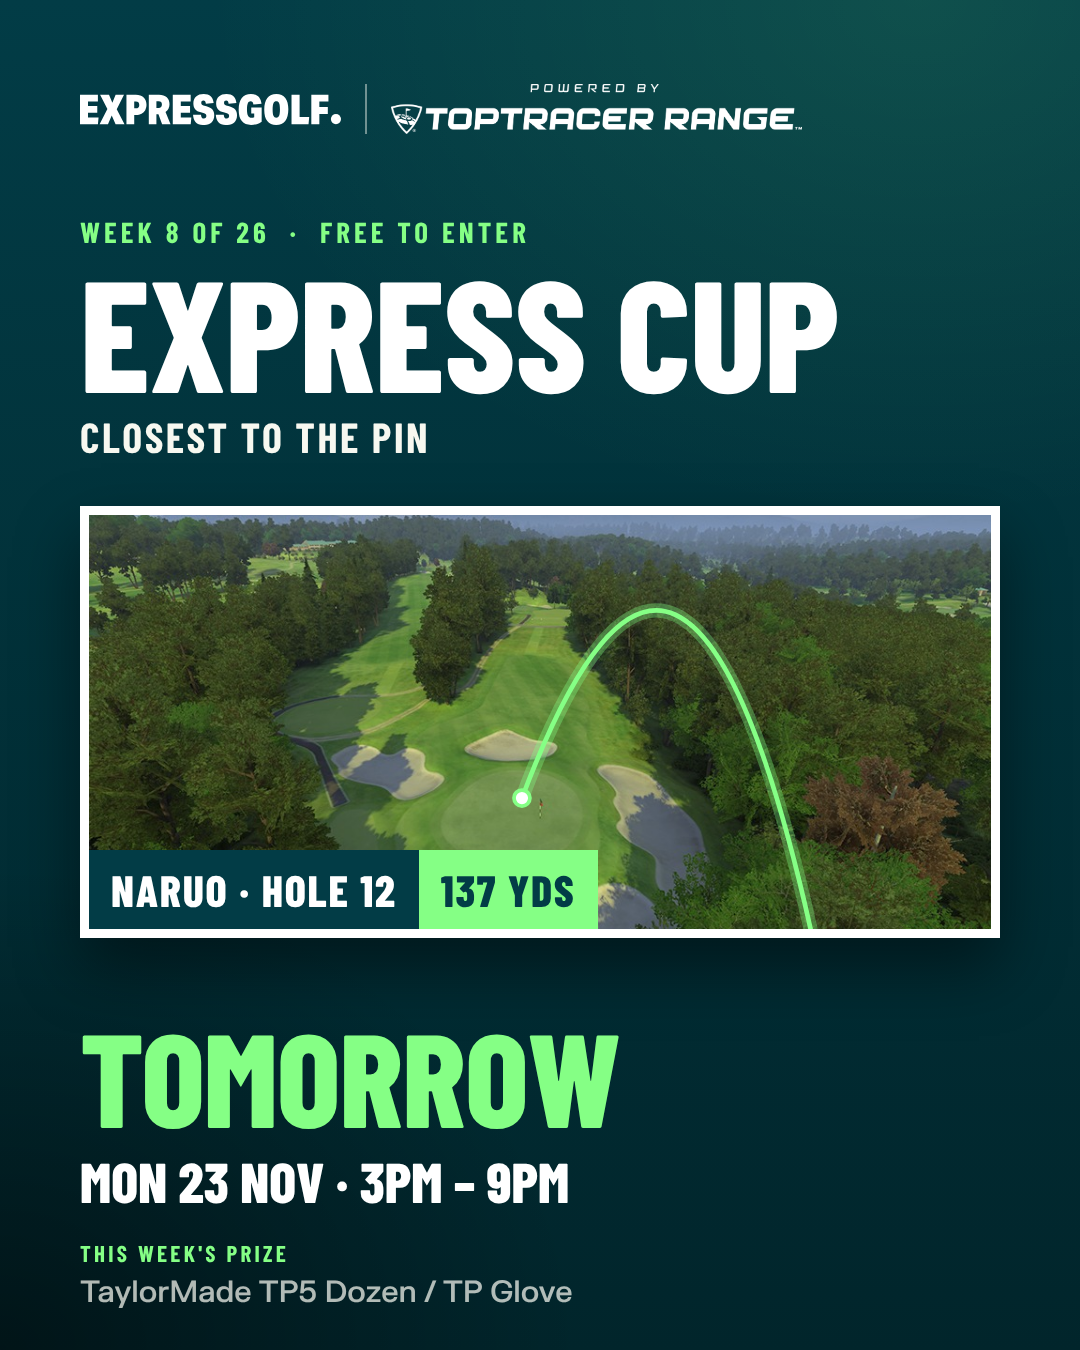 EXPRESSGOLF.
POWERED BY
TOPTRACER RANGE™
WEEK 8 OF 26 · FREE TO ENTER
EXPRESS CUP
CLOSEST TO THE PIN
NARUO · HOLE 12
137 YDS
TOMORROW
MON 23 NOV · 3PM – 9PM
THIS WEEK'S PRIZE
TaylorMade TP5 Dozen / TP Glove